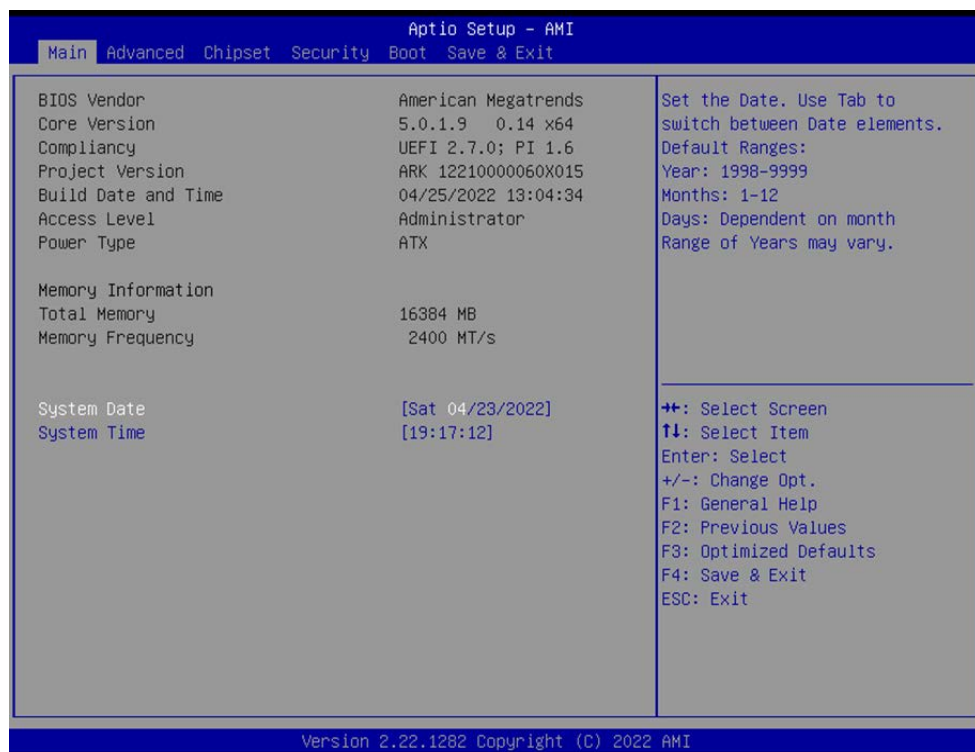 Aptio Setup – AMI
Main Advanced Chipset Security Boot Save & Exit
BIOS Vendor American Megatrends
Core Version 5.0.1.9 0.14 x64
Compliancy UEFI 2.7.0; PI 1.6
Project Version ARK 12210000060X015
Build Date and Time 04/25/2022 13:04:34
Access Level Administrator
Power Type ATX
Memory Information
Total Memory 16384 MB
Memory Frequency 2400 MT/s
System Date [Sat 04/23/2022]
System Time [19:17:12]
Set the Date. Use Tab to
switch between Date elements.
Default Ranges:
Year: 1998-9999
Months: 1-12
Days: Dependent on month
Range of Years may vary.
→←: Select Screen
↑↓: Select Item
Enter: Select
+/-: Change Opt.
F1: General Help
F2: Previous Values
F3: Optimized Defaults
F4: Save & Exit
ESC: Exit
Version 2.22.1282 Copyright (C) 2022 AMI